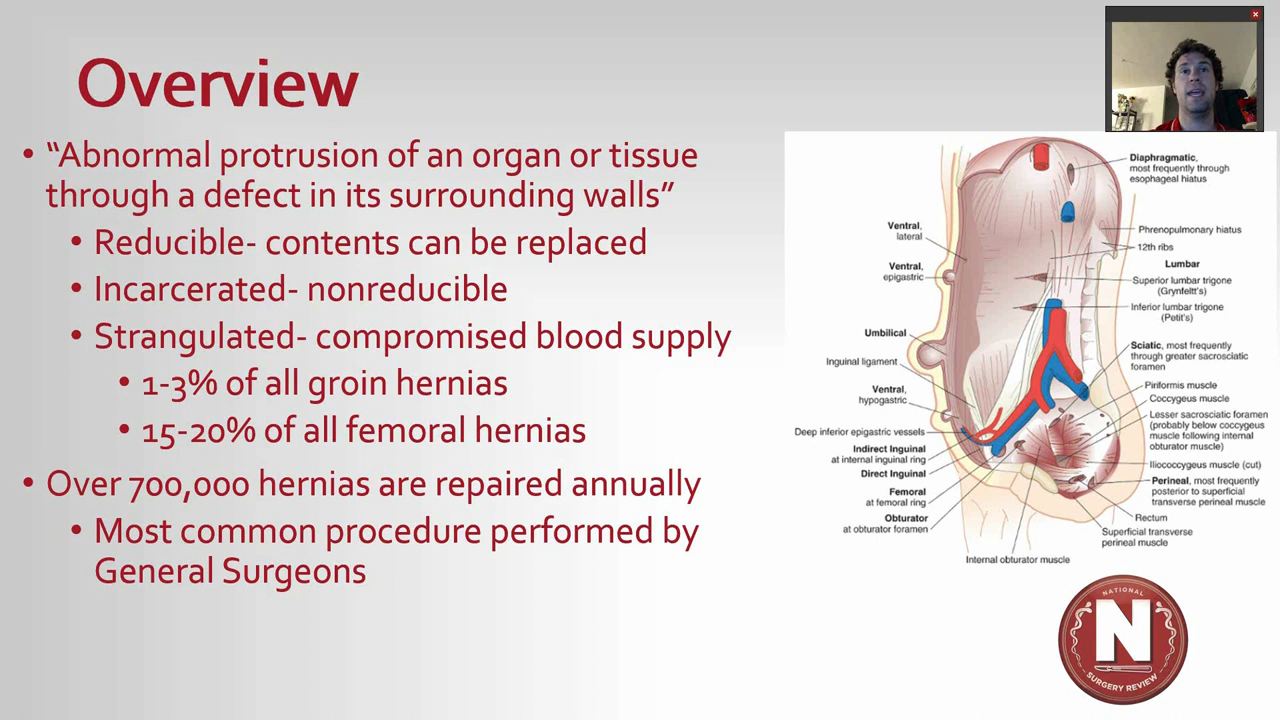 Overview
• “Abnormal protrusion of an organ or tissue
through a defect in its surrounding walls”
• Reducible- contents can be replaced
• Incarcerated- nonreducible
• Strangulated- compromised blood supply
• 1-3% of all groin hernias
• 15-20% of all femoral hernias
• Over 700,000 hernias are repaired annually
• Most common procedure performed by
General Surgeons
Ventral,
lateral
Ventral,
epigastric
Umbilical
Inguinal ligament
Ventral,
hypogastric
Deep inferior epigastric vessels
Indirect Inguinal
at internal inguinal ring
Direct Inguinal
Femoral
at femoral ring
Obturator
at obturator foramen
Internal obturator muscle
Diaphragmatic,
most frequently through
esophageal hiatus
Phrenopulmonary hiatus
12th ribs
Lumbar
Superior lumbar trigone
(Grynfeltt's)
Inferior lumbar trigone
(Petit's)
Sciatic, most frequently
through greater sacrosciatic
foramen
Piriformis muscle
Coccygeus muscle
Lesser sacrosciatic foramen
(probably below coccygeus
muscle following internal
obturator muscle)
Iliococcygeus muscle (cut)
Perineal, most frequently
posterior to superficial
transverse perineal muscle
Rectum
Superficial transverse
perineal muscle
NATIONAL
N
SURGERY REVIEW